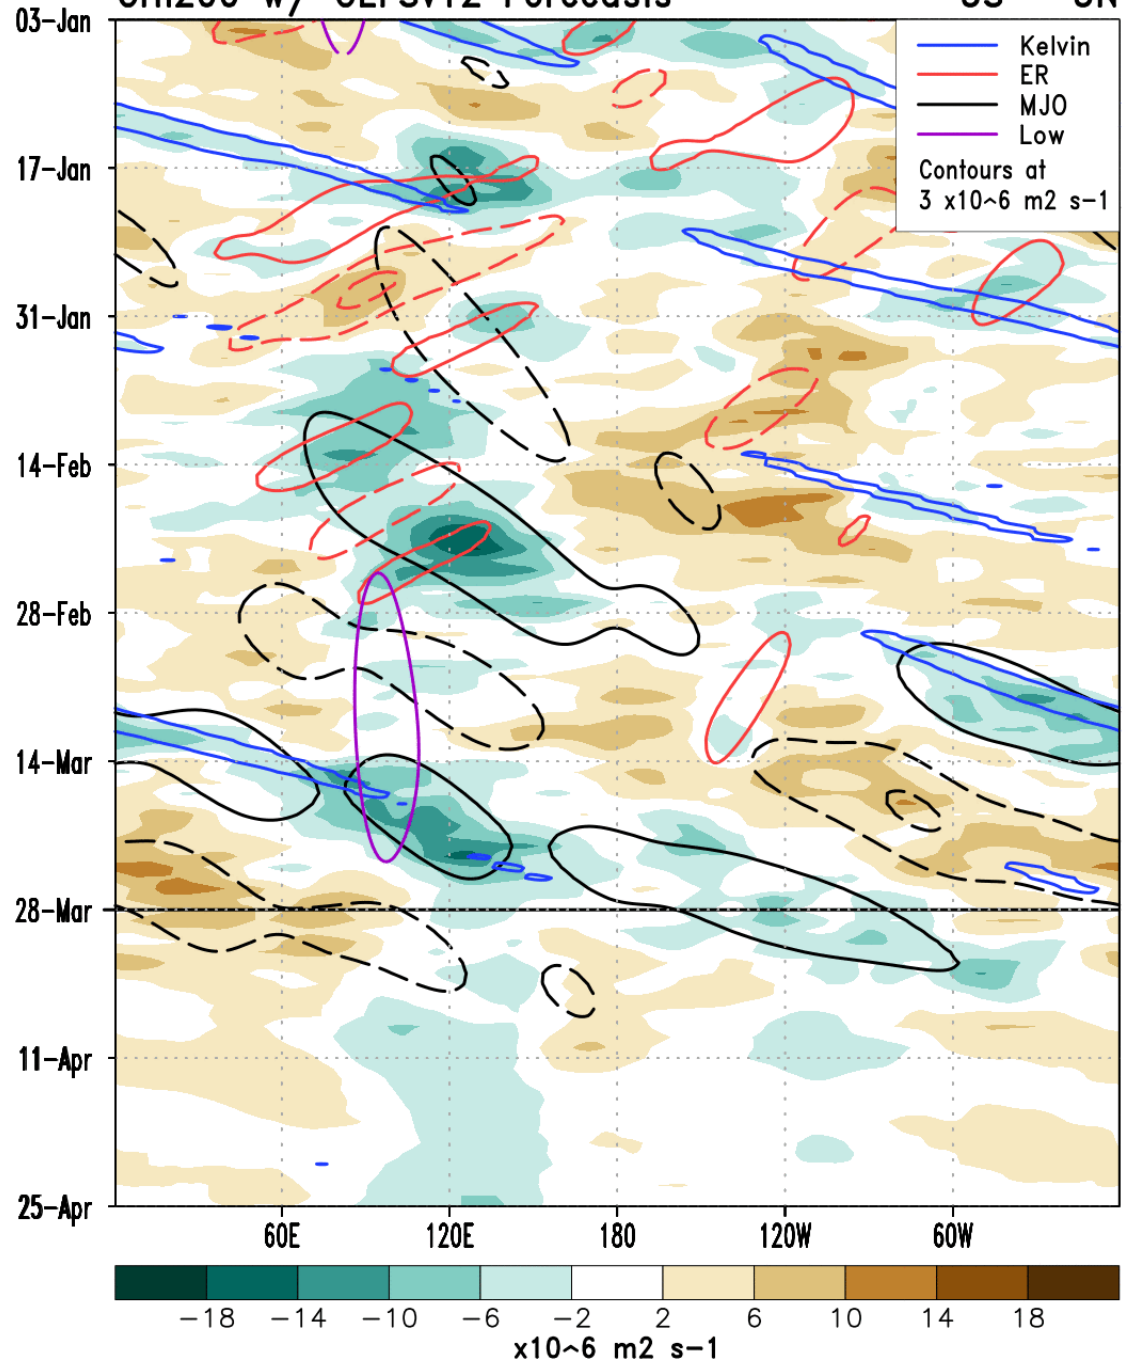 03-Jan
Kelvin
ER
MJO
Low
Contours at
3 x10^6 m2 s-1
17-Jan
31-Jan
14-Feb
28-Feb
14-Mar
28-Mar
11-Apr
25-Apr
60E 120E 180 120W 60W
-18 -14 -10 -6 -2 2 6 10 14 18
x10^6 m2 s-1